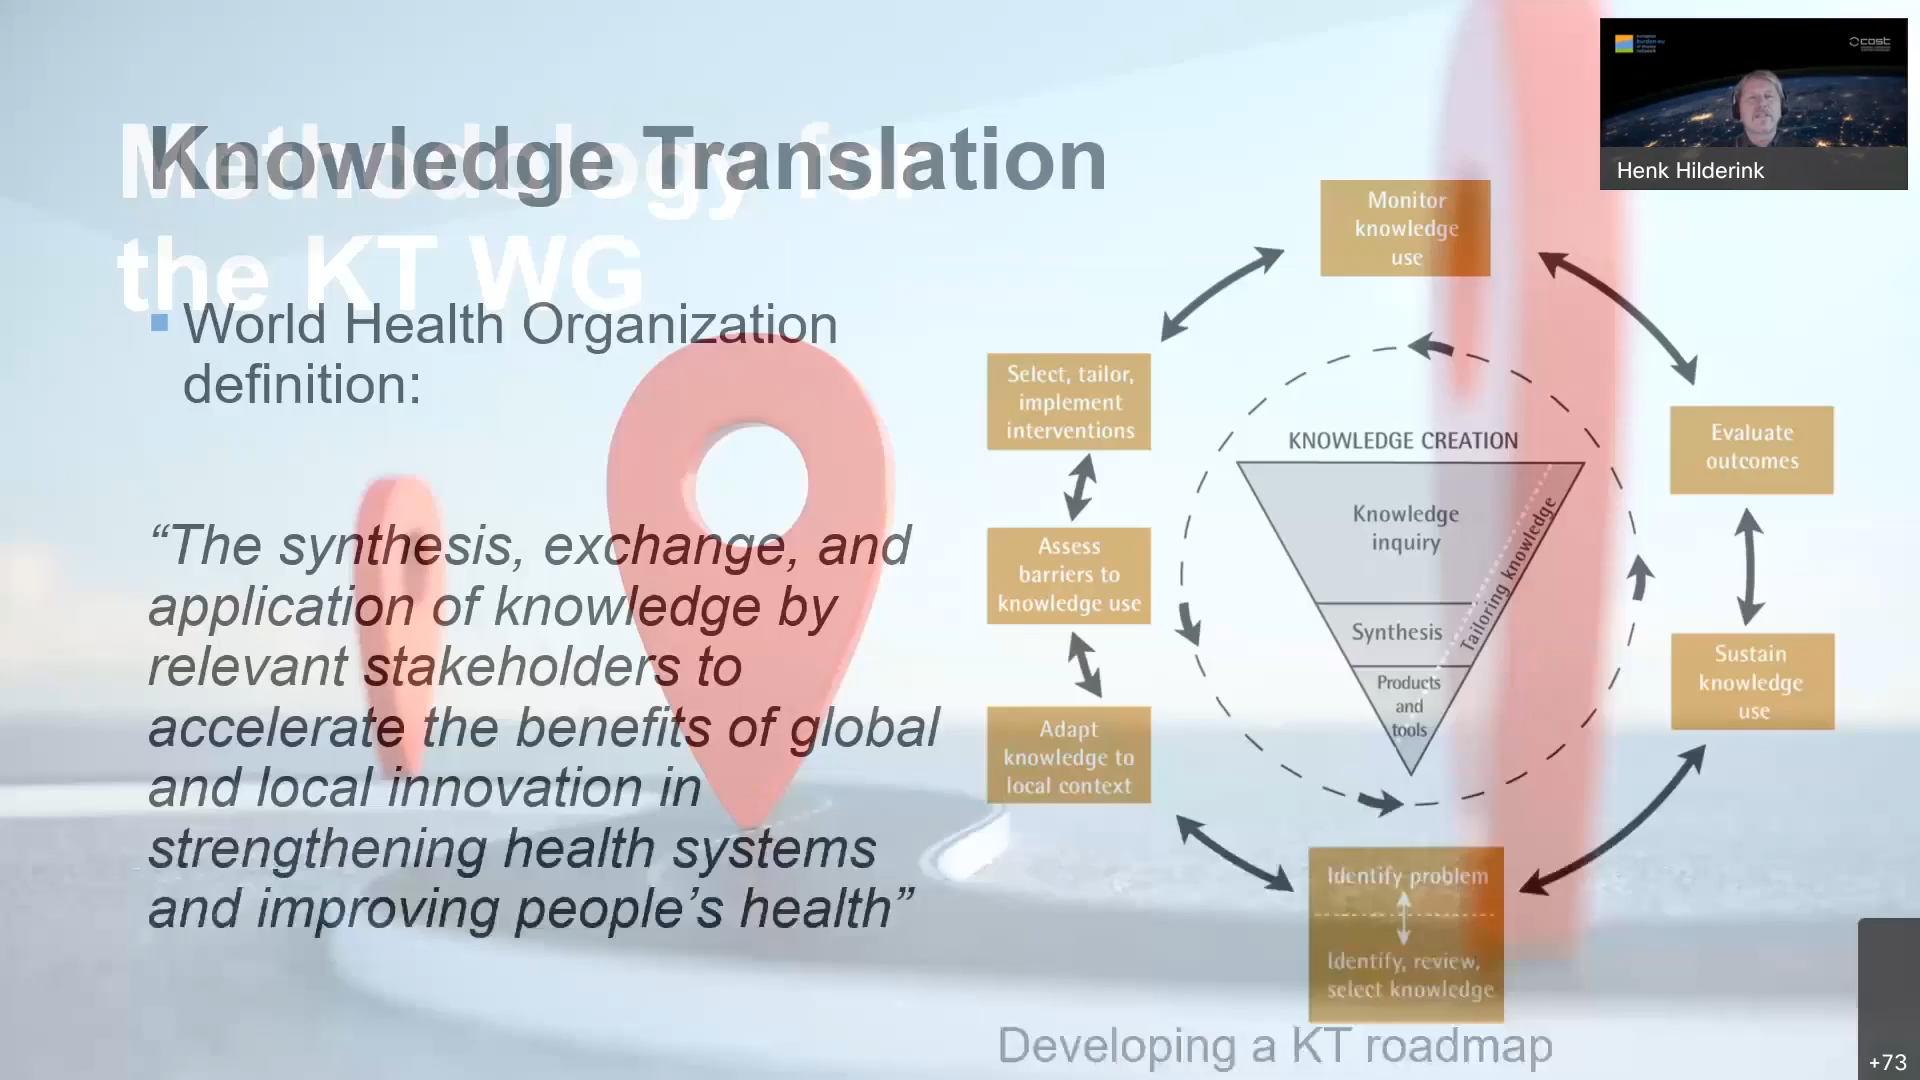 Knowledge Translation
Methodology for
the KT WG
World Health Organization
definition:
“The synthesis, exchange, and
application of knowledge by
relevant stakeholders to
accelerate the benefits of global
and local innovation in
strengthening health systems
and improving people’s health”
Monitor
knowledge
use
Select, tailor,
implement
interventions
Assess
barriers to
knowledge use
Adapt
knowledge to
local context
Identify problem
Identify, review,
select knowledge
Sustain
knowledge
use
Evaluate
outcomes
KNOWLEDGE CREATION
Knowledge
inquiry
Synthesis
Products
and
tools
Tailoring knowledge
Developing a KT roadmap
cost
Henk Hilderink
+73